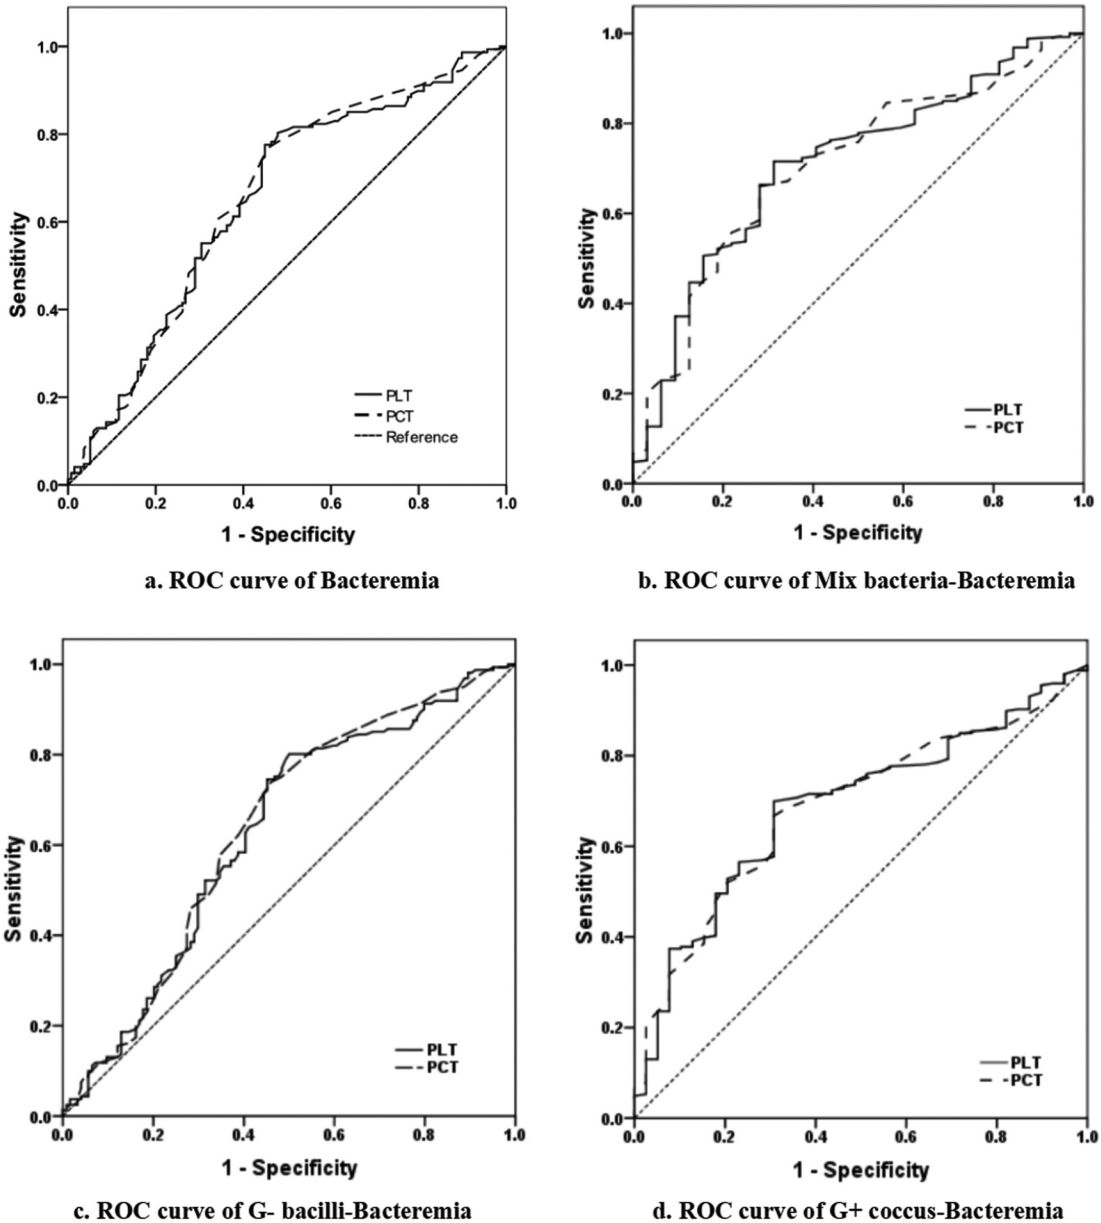 1.0
0.8
0.6
0.4
0.2
0.0
Sensitivity
0.0 0.2 0.4 0.6 0.8 1.0
1 - Specificity
PLT
PCT
Reference
a. ROC curve of Bacteremia
1.0
0.8
0.6
0.4
0.2
0.0
Sensitivity
0.0 0.2 0.4 0.6 0.8 1.0
1 - Specificity
PLT
PCT
b. ROC curve of Mix bacteria-Bacteremia
1.0
0.8
0.6
0.4
0.2
0.0
Sensitivity
0.0 0.2 0.4 0.6 0.8 1.0
1 - Specificity
PLT
PCT
c. ROC curve of G- bacilli-Bacteremia
1.0
0.8
0.6
0.4
0.2
0.0
Sensitivity
0.0 0.2 0.4 0.6 0.8 1.0
1 - Specificity
PLT
PCT
d. ROC curve of G+ coccus-Bacteremia